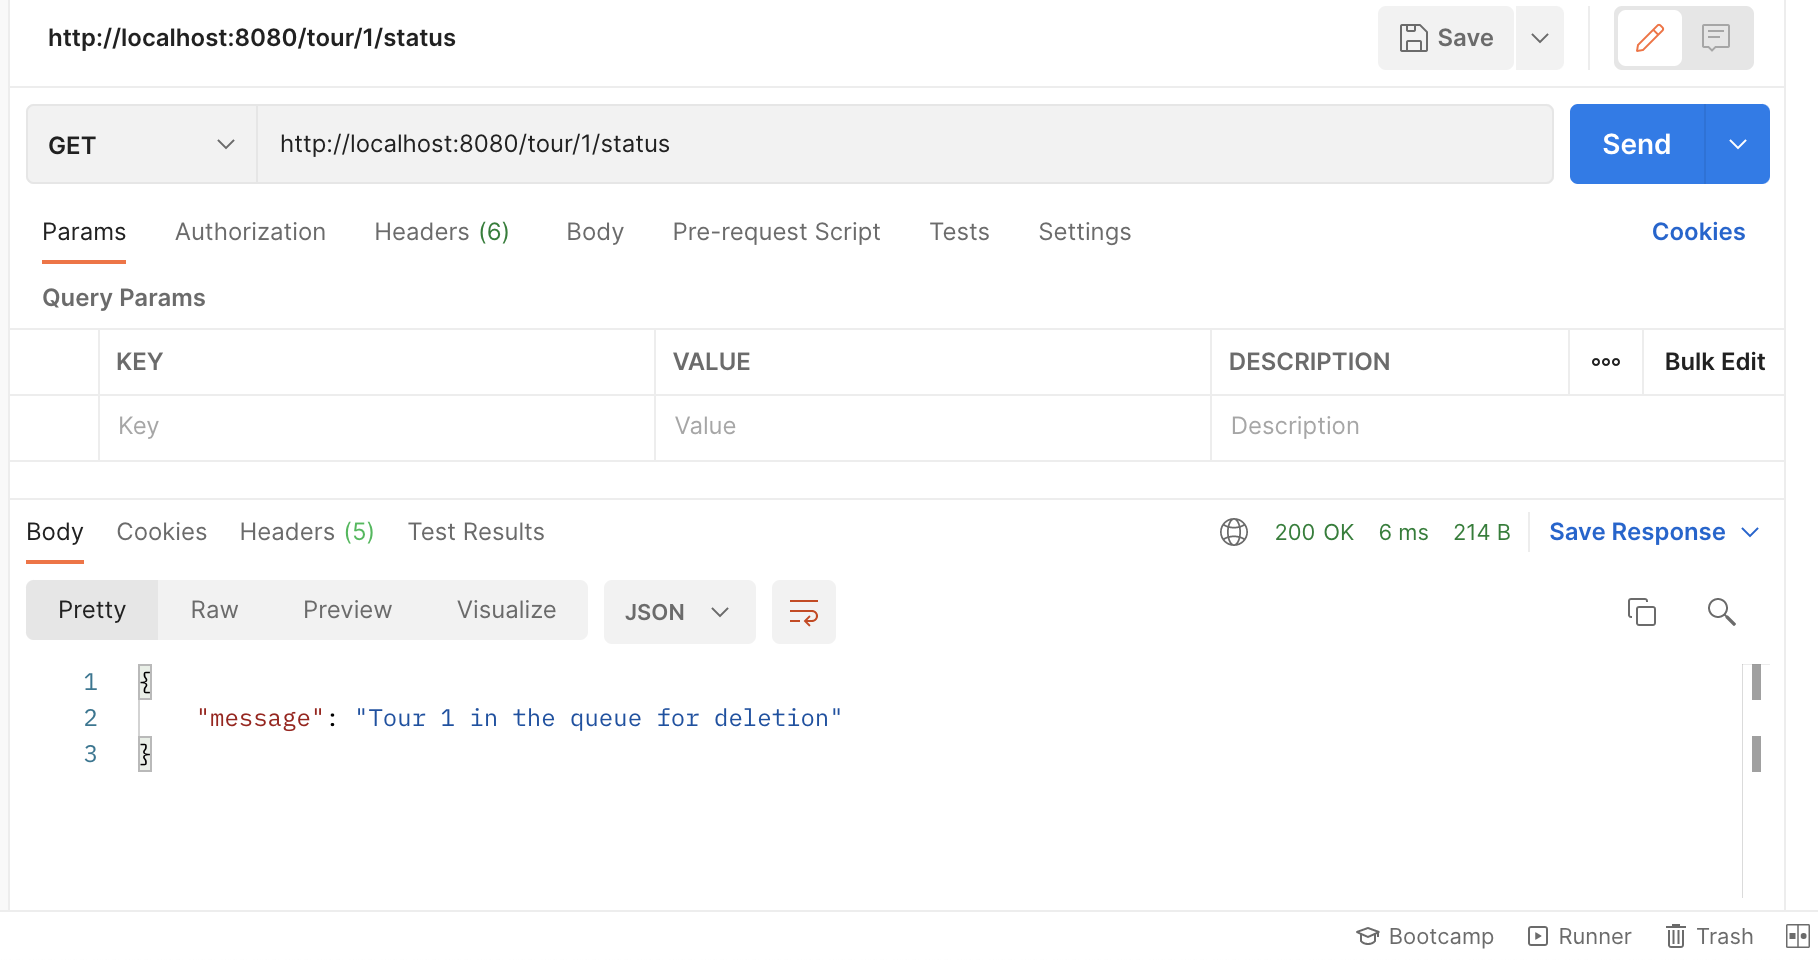 http://localhost:8080/tour/1/status
Save
GET
http://localhost:8080/tour/1/status
Send
Params Authorization Headers (6) Body Pre-request Script Tests Settings Cookies
Query Params
KEY VALUE DESCRIPTION Bulk Edit
Key Value Description
Body Cookies Headers (5) Test Results 200 OK 6 ms 214 B Save Response
Pretty Raw Preview Visualize JSON
1 {
2 "message": "Tour 1 in the queue for deletion"
3 }
Bootcamp Runner Trash